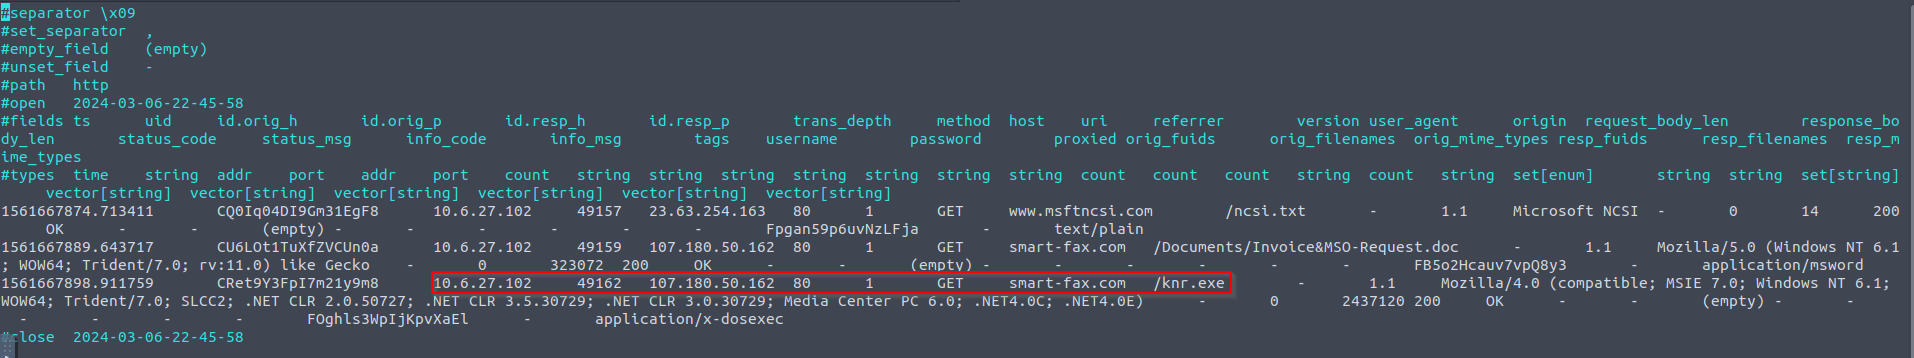 #separator \x09
#set_separator  ,
#empty_field    (empty)
#unset_field    -
#path   http
#open   2024-03-06-22-45-58
#fields ts      uid     id.orig_h       id.orig_p       id.resp_h       id.resp_p       trans_depth     method  host    uri     referrer        version user_agent      origin  request_body_len        response_bo
dy_len  status_code     status_msg      info_code       info_msg        tags    username        password        proxied orig_fuids      orig_filenames  orig_mime_types resp_fuids      resp_filenames  resp_m
ime_types
#types  time    string  addr    port    addr    port    count   string  string  string  string  string  string  string  count   count   count   string  count   string  set[enum]       string  string  set[string]
vector[string]  vector[string]  vector[string]  vector[string]  vector[string]  vector[string]
1561667874.713411       CQ0Iq04DI9Gm31EgF8      10.6.27.102     49157   23.63.254.163   80      1       GET     www.msftncsi.com        /ncsi.txt       -       1.1     Microsoft NCSI  -       0       14      200
OK      -       -       (empty) -       -       -       -       -       -       Fpgan59p6uvNzLFja       -       text/plain
1561667889.643717       CU6LOt1TuXfZVCUn0a      10.6.27.102     49159   107.180.50.162  80      1       GET     smart-fax.com   /Documents/Invoice&MSO-Request.doc      -       1.1     Mozilla/5.0 (Windows NT 6.1
; WOW64; Trident/7.0; rv:11.0) like Gecko       -       0       323072  200     OK      -       -       (empty) -       -       -       -       -       -       FB5o2Hcauv7vpQ8y3       -       application/msword
1561667898.911759       CRet9Y3FpI7m21y9m8      10.6.27.102     49162   107.180.50.162  80      1       GET     smart-fax.com   /knr.exe        -       1.1     Mozilla/4.0 (compatible; MSIE 7.0; Windows NT 6.1;
WOW64; Trident/7.0; SLCC2; .NET CLR 2.0.50727; .NET CLR 3.5.30729; .NET CLR 3.0.30729; Media Center PC 6.0; .NET4.0C; .NET4.0E) -       0       2437120 200     OK      -       -       (empty) -       -
-       -       -       -       FOghls3WpIjKpvXaEl      -       application/x-dosexec
#close  2024-03-06-22-45-58